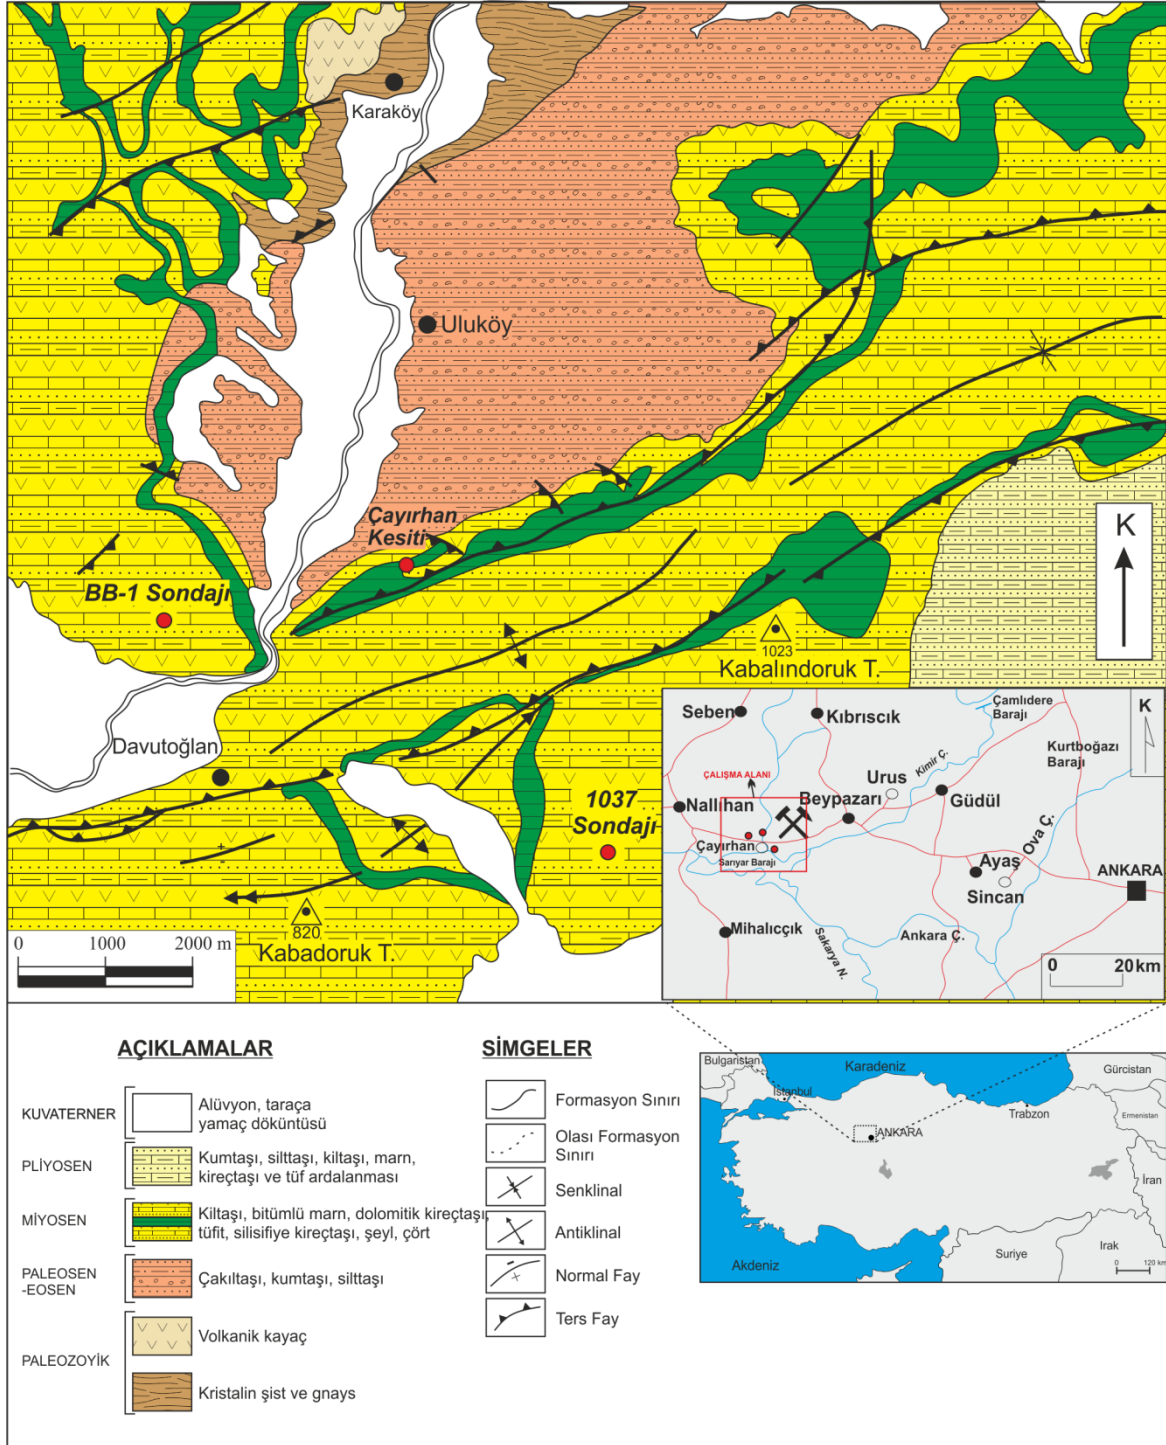 Karaköy
Uluköy
Çayırhan
Kesiti
K
BB-1 Sondajı
1023
Kabalındoruk T.
Davutoğlan
1037
Sondajı
820
Kabadoruk T.
0 1000 2000 m
Seben
Kıbrıscık
Çamlıdere
Barajı
K
Kurtboğazı
Barajı
Kimir Ç.
Urus
ÇALIŞMA ALANI
Nallıhan
Beypazarı
Güdül
Çayırhan
Sarıyar Barajı
Ova Ç.
Ayaş
Sincan
ANKARA
Mihalıccık
Sakarya N.
Ankara Ç.
0 20km
AÇIKLAMALAR
KUVATERNER
Alüvyon, taraça
yamaç döküntüsü
PLİYOSEN
Kumtaşı, silttaşı, kiltaşı, marn,
kireçtaşı ve tüf ardalanması
MİYOSEN
Kiltaşı, bitümlü marn, dolomitik kireçtaşı,
tüfit, silisifiye kireçtaşı, şeyl, çört
PALEOSEN
-EOSEN
Çakıltaşı, kumtaşı, silttaşı
PALEOZOYİK
Volkanik kayaç
Kristalin şist ve gnays
SİMGELER
Formasyon Sınırı
Olası Formasyon
Sınırı
Senklinal
Antiklinal
Normal Fay
Ters Fay
Bulgaristan
Karadeniz
Gürcistan
İstanbul
Trabzon
Ermenistan
ANKARA
İran
Suriye
Irak
Akdeniz
0 120 km